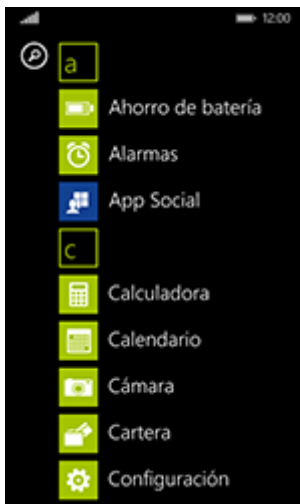 12:00
a
Ahorro de batería
Alarmas
App Social
c
Calculadora
Calendario
Cámara
Cartera
Configuración